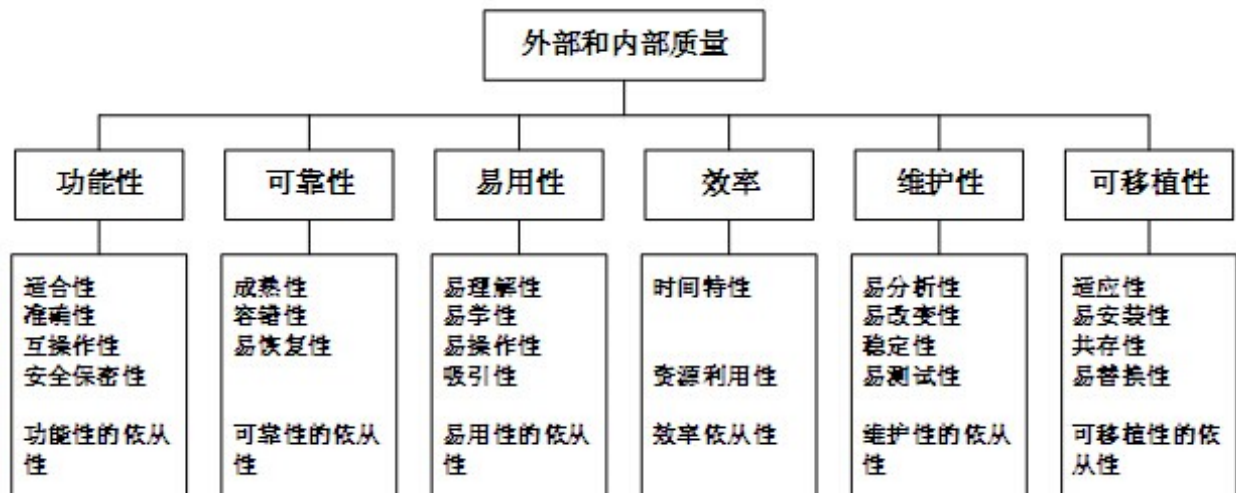 外部和内部质量
功能性
可靠性
易用性
效率
维护性
可移植性
适合性
准确性
互操作性
安全保密性
功能性的依从
性
成熟性
容错性
易恢复性
可靠性的依从
性
易理解性
易学性
易操作性
吸引性
易用性的依从
性
时间特性
资源利用性
效率依从性
易分析性
易改变性
稳定性
易测试性
维护性的依从
性
适应性
易安装性
共存性
易替换性
可移植性的依
从性